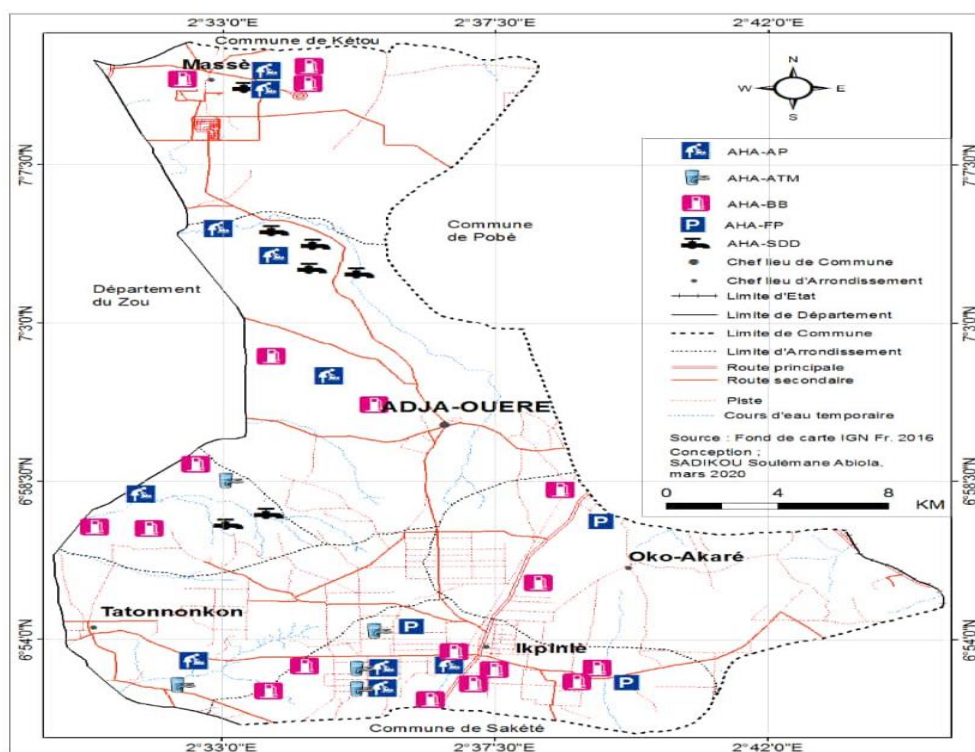 2°33'0"E
2°37'30"E
2°42'0"E
Commune de Kétou
Massè
N
W
E
S
7°7'30"N
7°7'30"N
AHA-AP
AHA-ATM
AHA-BB
P AHA-FP
AHA-SDD
Chef lieu de Commune
Chef lieu d'Arrondissement
Limite d'Etat
Limite de Département
Limite de Commune
Limite d'Arrondissement
Route principale
Route secondaire
Piste
Cours d'eau temporaire
Source : Fond de carte IGN Fr. 2016
Conception ;
SADIKOU Soulémane Abiola,
mars 2020
0 4 8
KM
Commune
de Pobè
Département
du Zou
7°3'0"N
7°3'0"N
ADJA-OUERE
6°58'30"N
6°58'30"N
P
Oko-Akaré
Tatonnonkon
P
Ikpinlè
6°54'0"N
6°54'0"N
P
Commune de Sakété
2°33'0"E
2°37'30"E
2°42'0"E